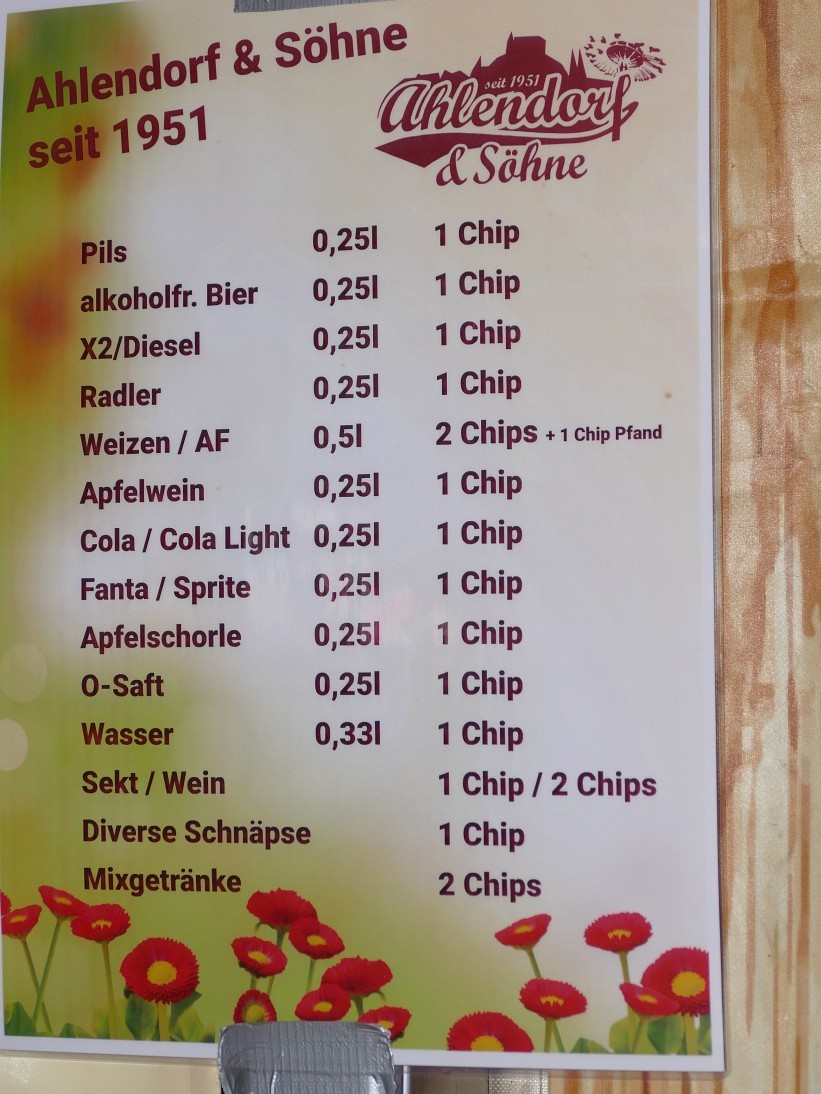 Ahlendorf & Söhne
seit 1951
seit 1951
Ahlendorf
& Söhne
Pils 0,25l 1 Chip
alkoholfr. Bier 0,25l 1 Chip
X2/Diesel 0,25l 1 Chip
Radler 0,25l 1 Chip
Weizen / AF 0,5l 2 Chips + 1 Chip Pfand
Apfelwein 0,25l 1 Chip
Cola / Cola Light 0,25l 1 Chip
Fanta / Sprite 0,25l 1 Chip
Apfelschorle 0,25l 1 Chip
O-Saft 0,25l 1 Chip
Wasser 0,33l 1 Chip
Sekt / Wein 1 Chip / 2 Chips
Diverse Schnäpse 1 Chip
Mixgetränke 2 Chips